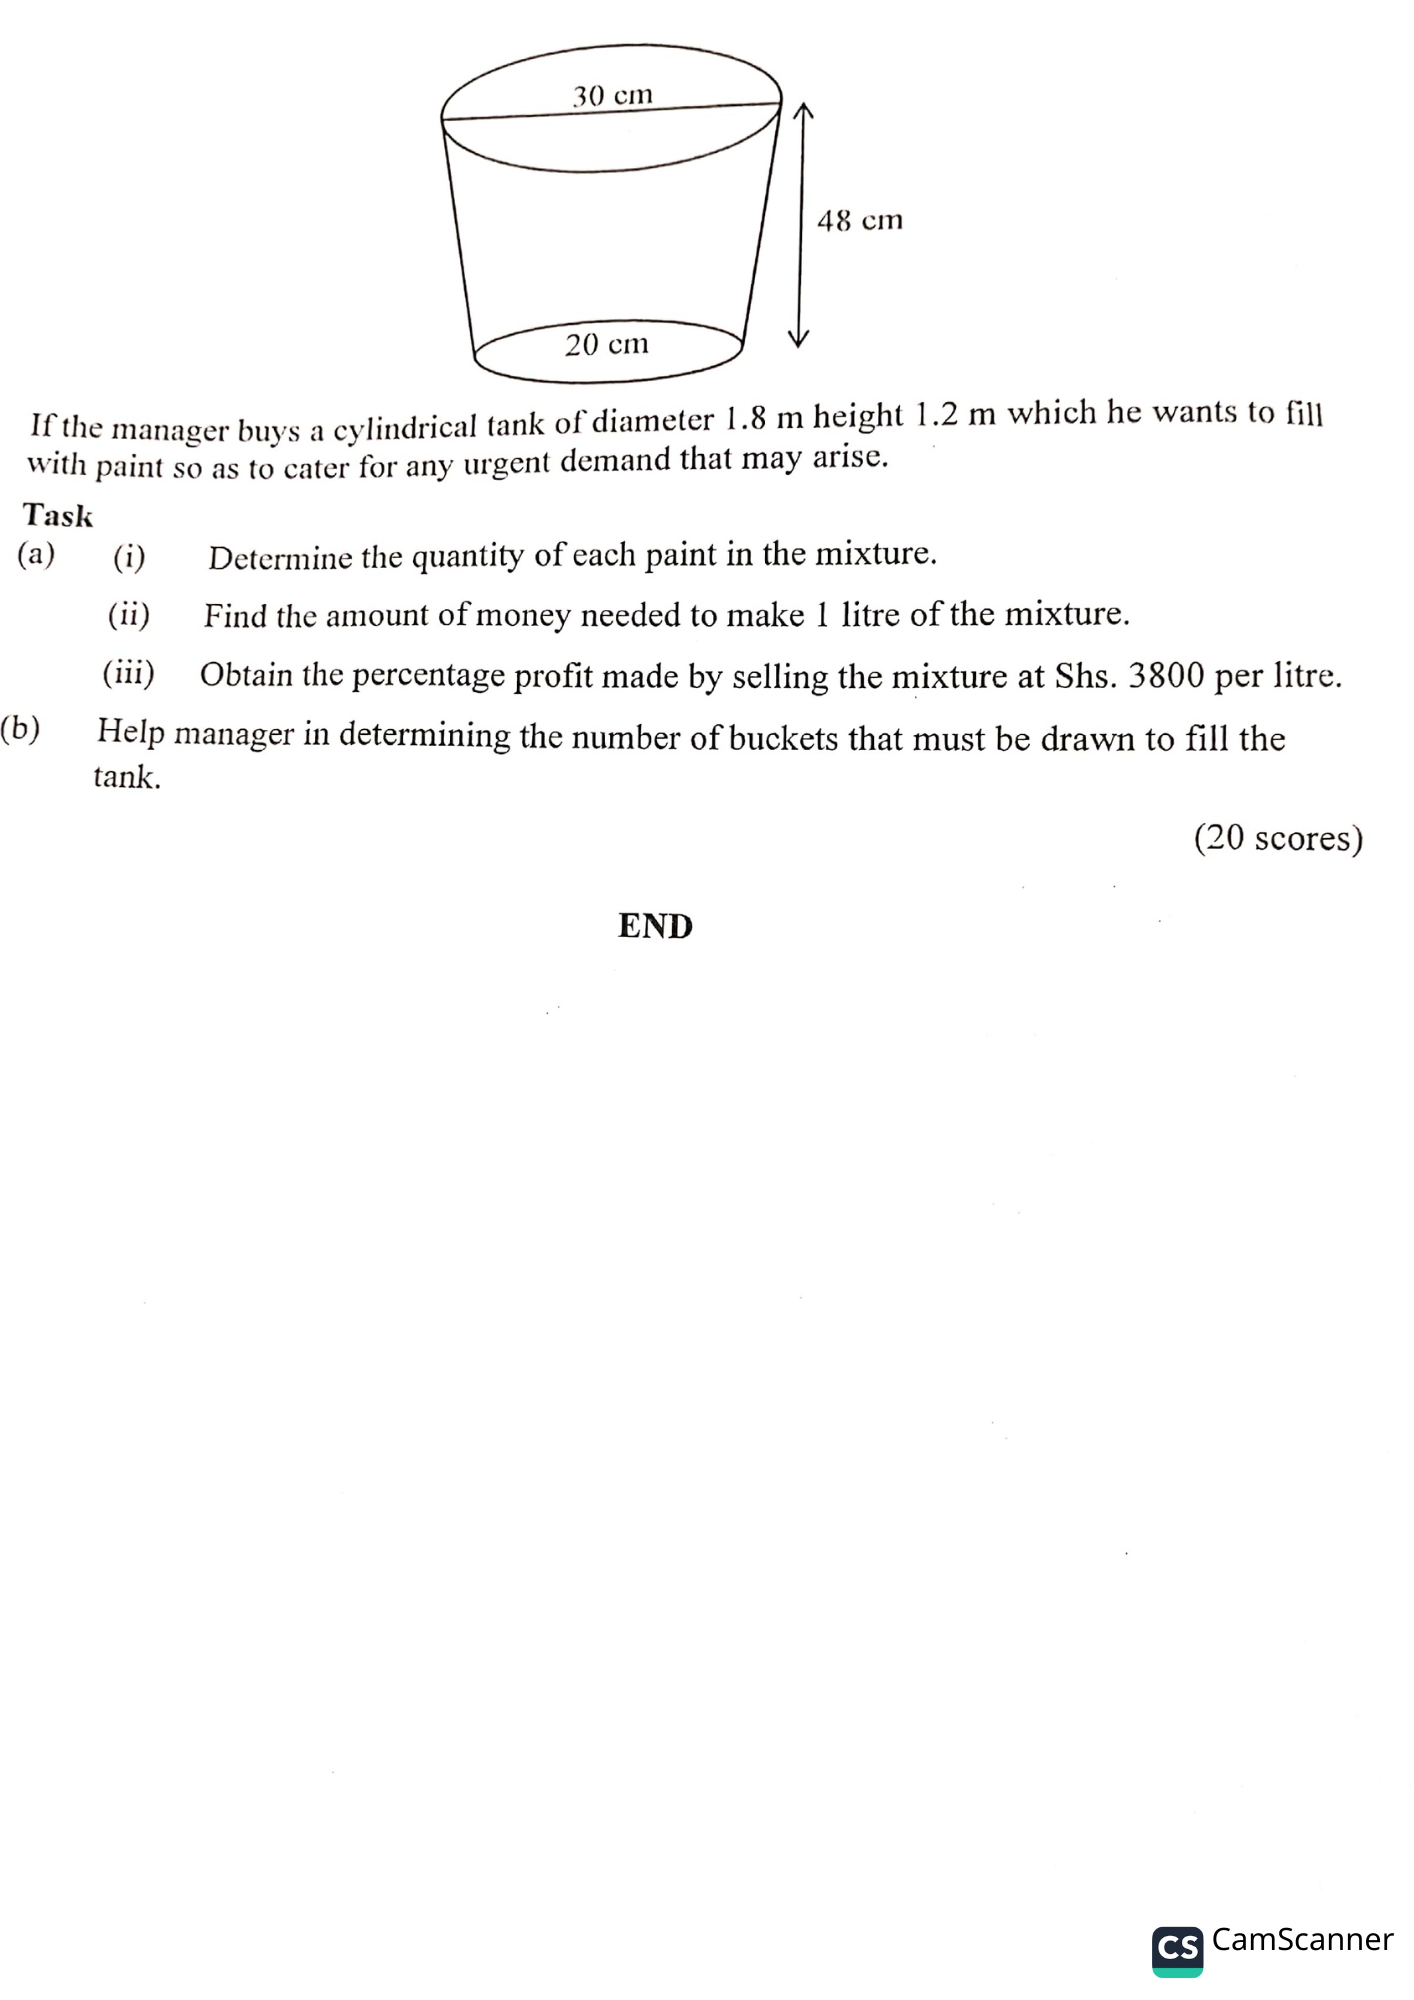 30 cm
48 cm
20 cm
If the manager buys a cylindrical tank of diameter 1.8 m height 1.2 m which he wants to fill
with paint so as to cater for any urgent demand that may arise.
Task
(a) (i) Determine the quantity of each paint in the mixture.
(ii) Find the amount of money needed to make 1 litre of the mixture.
(iii) Obtain the percentage profit made by selling the mixture at Shs. 3800 per litre.
(b) Help manager in determining the number of buckets that must be drawn to fill the
tank.
(20 scores)
END
CS CamScanner